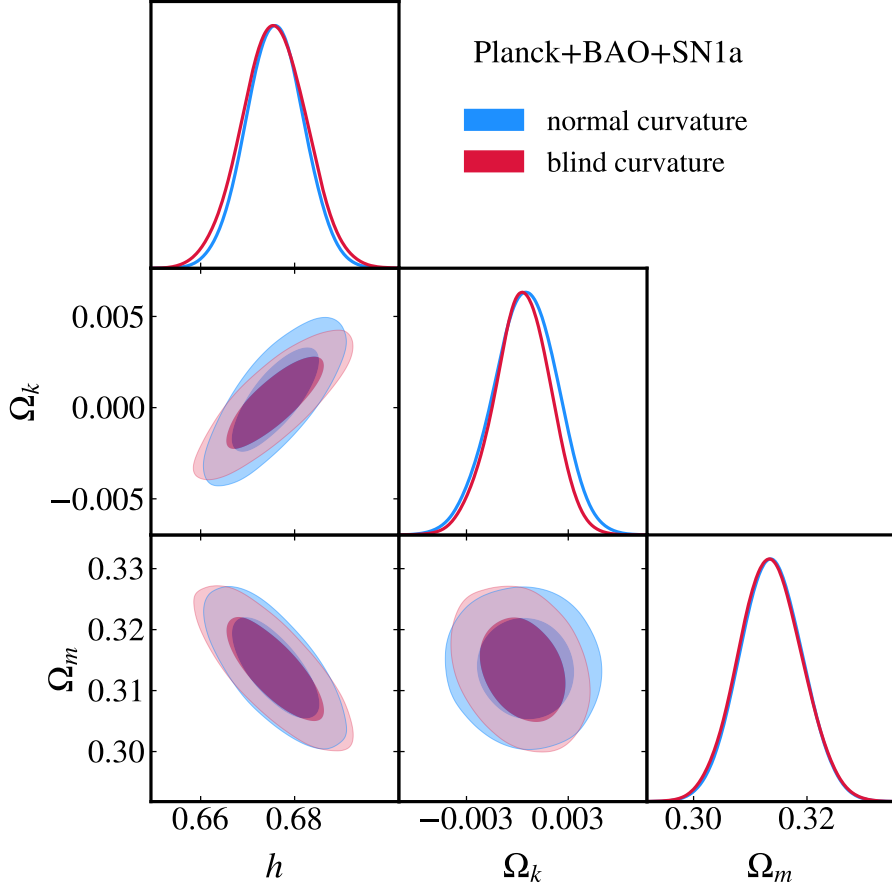 Planck+BAO+SN1a
normal curvature
blind curvature
0.005
0.000
−0.005
Ωk
0.33
0.32
0.31
0.30
Ωm
0.66 0.68
−0.003 0.003
0.30 0.32
h
Ωk
Ωm